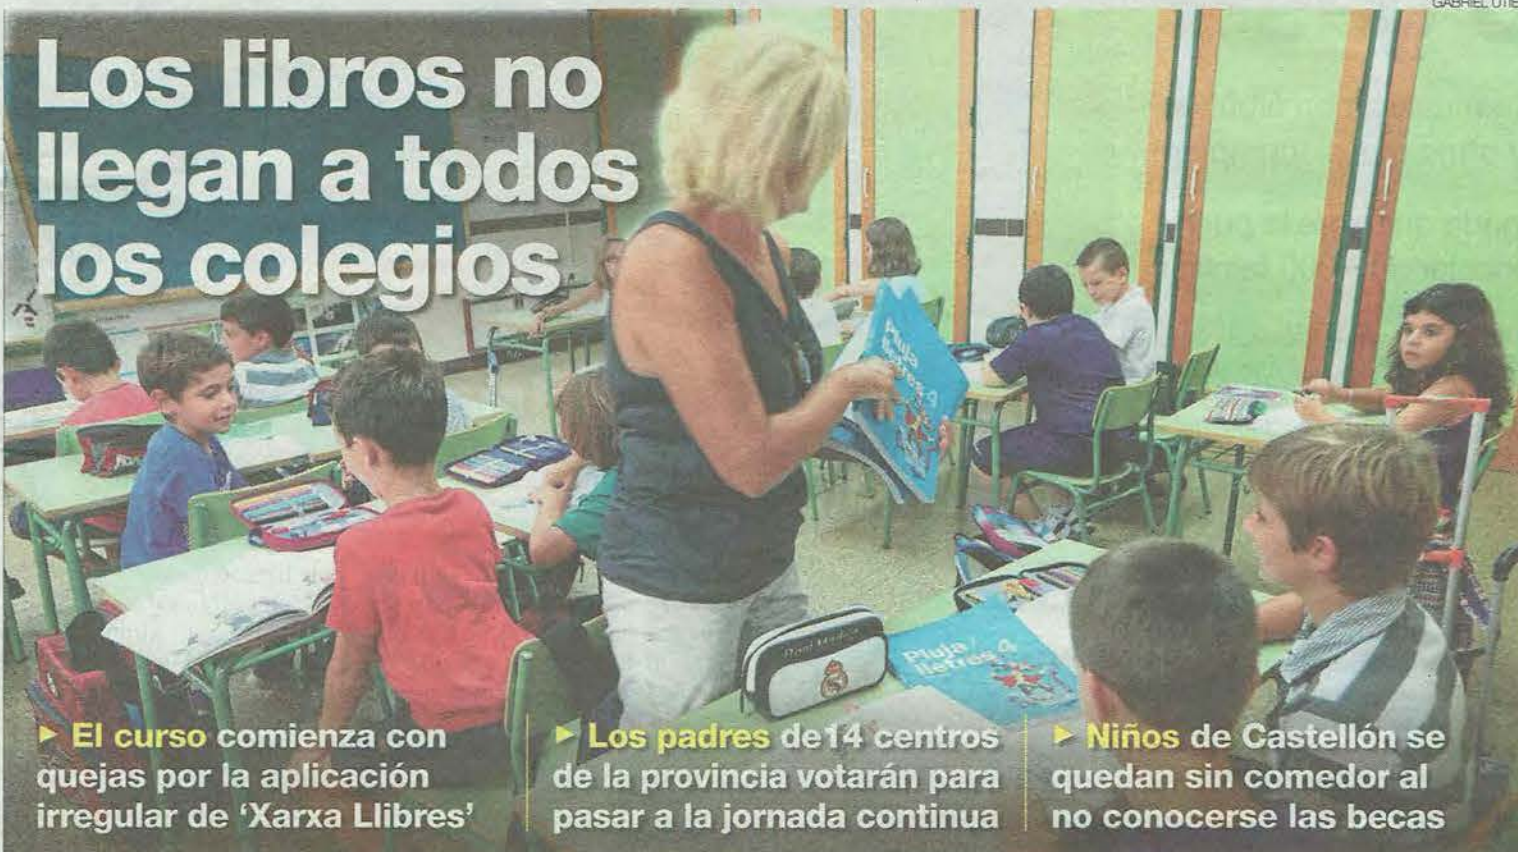 Los libros no
llegan a todos
los colegios
Pluja
lletres 4
Real Madrid
Pluja/
lletres 4
► El curso comienza con
quejas por la aplicación
irregular de ‘Xarxa Llibres’
► Los padres de14 centros
de la provincia votarán para
pasar a la jornada continua
► Niños de Castellón se
quedan sin comedor al
no conocerse las becas